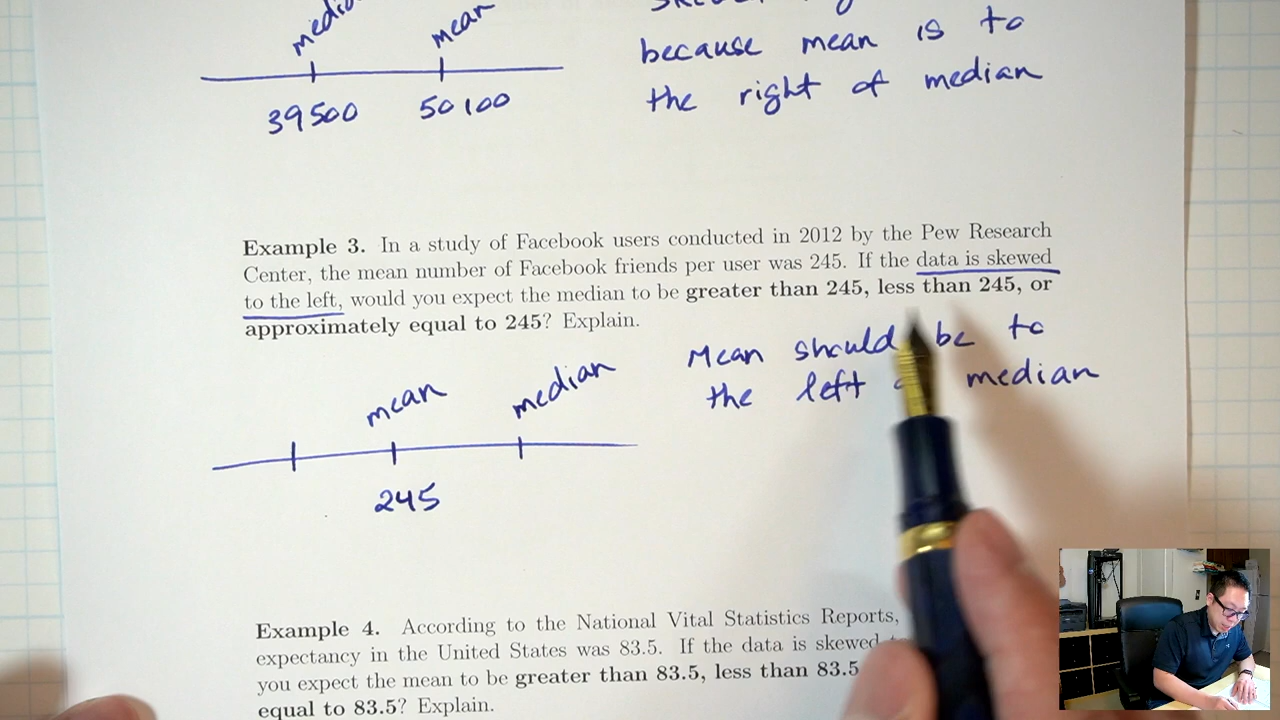 median mean
39500 50100
because mean is to
the right of median
Example 3. In a study of Facebook users conducted in 2012 by the Pew Research
Center, the mean number of Facebook friends per user was 245. If the data is skewed
to the left, would you expect the median to be greater than 245, less than 245, or
approximately equal to 245? Explain.
Mean should be to
the left median
mean median
245
Example 4. According to the National Vital Statistics Reports,
expectancy in the United States was 83.5. If the data is skewed
you expect the mean to be greater than 83.5, less than 83.5
equal to 83.5? Explain.